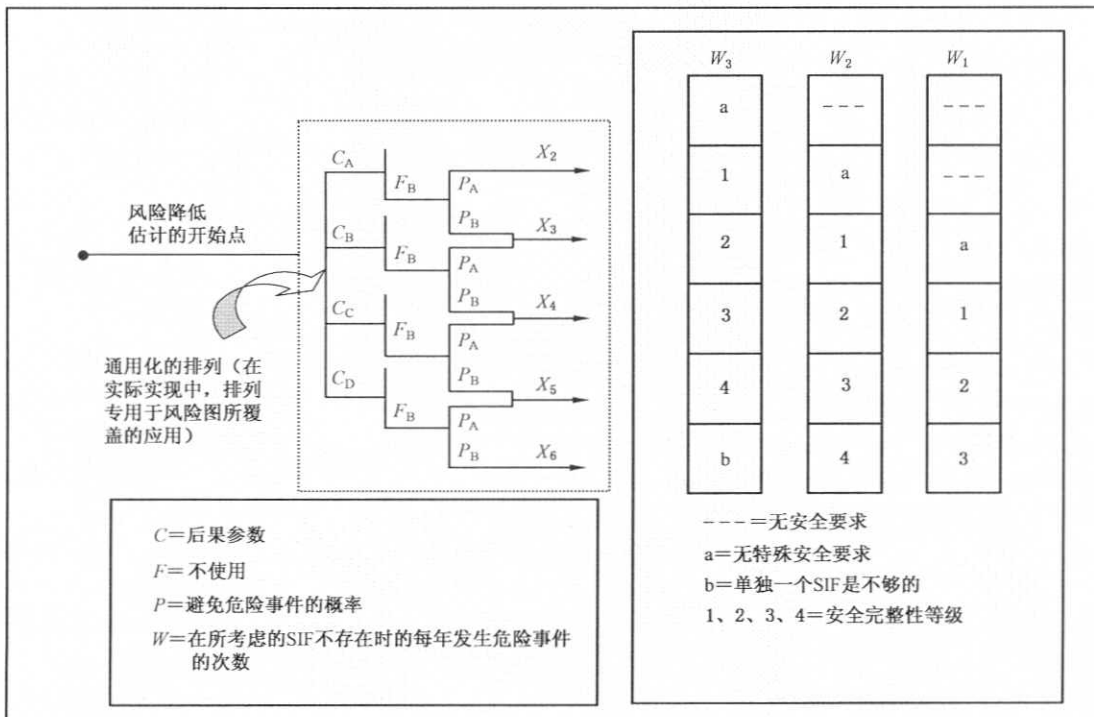 风险降低
估计的开始点
通用化的排列（在
实际实现中，排列
专用于风险图所覆
盖的应用）
C_A
F_B
P_A
X_2
P_B
X_3
C_B
F_B
P_A
P_B
X_4
C_C
F_B
P_A
P_B
X_5
C_D
F_B
P_A
P_B
X_6
C＝后果参数
F＝不使用
P＝避免危险事件的概率
W＝在所考虑的SIF不存在时的每年发生危险事件
的次数
W_3 W_2 W_1
a --- ---
1 a ---
2 1 a
3 2 1
4 3 2
b 4 3
---＝无安全要求
a＝无特殊安全要求
b＝单独一个SIF是不够的
1、2、3、4＝安全完整性等级